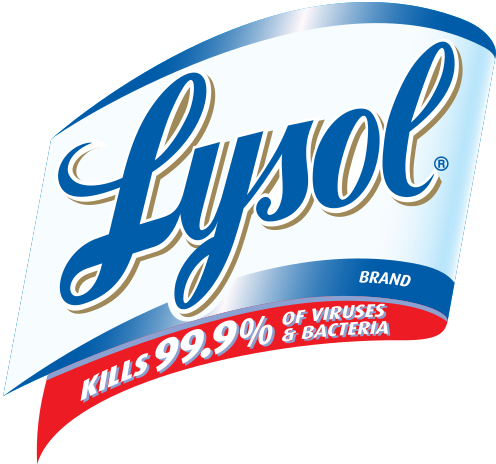 Lysol®
BRAND
KILLS 99.9% OF VIRUSES
& BACTERIA